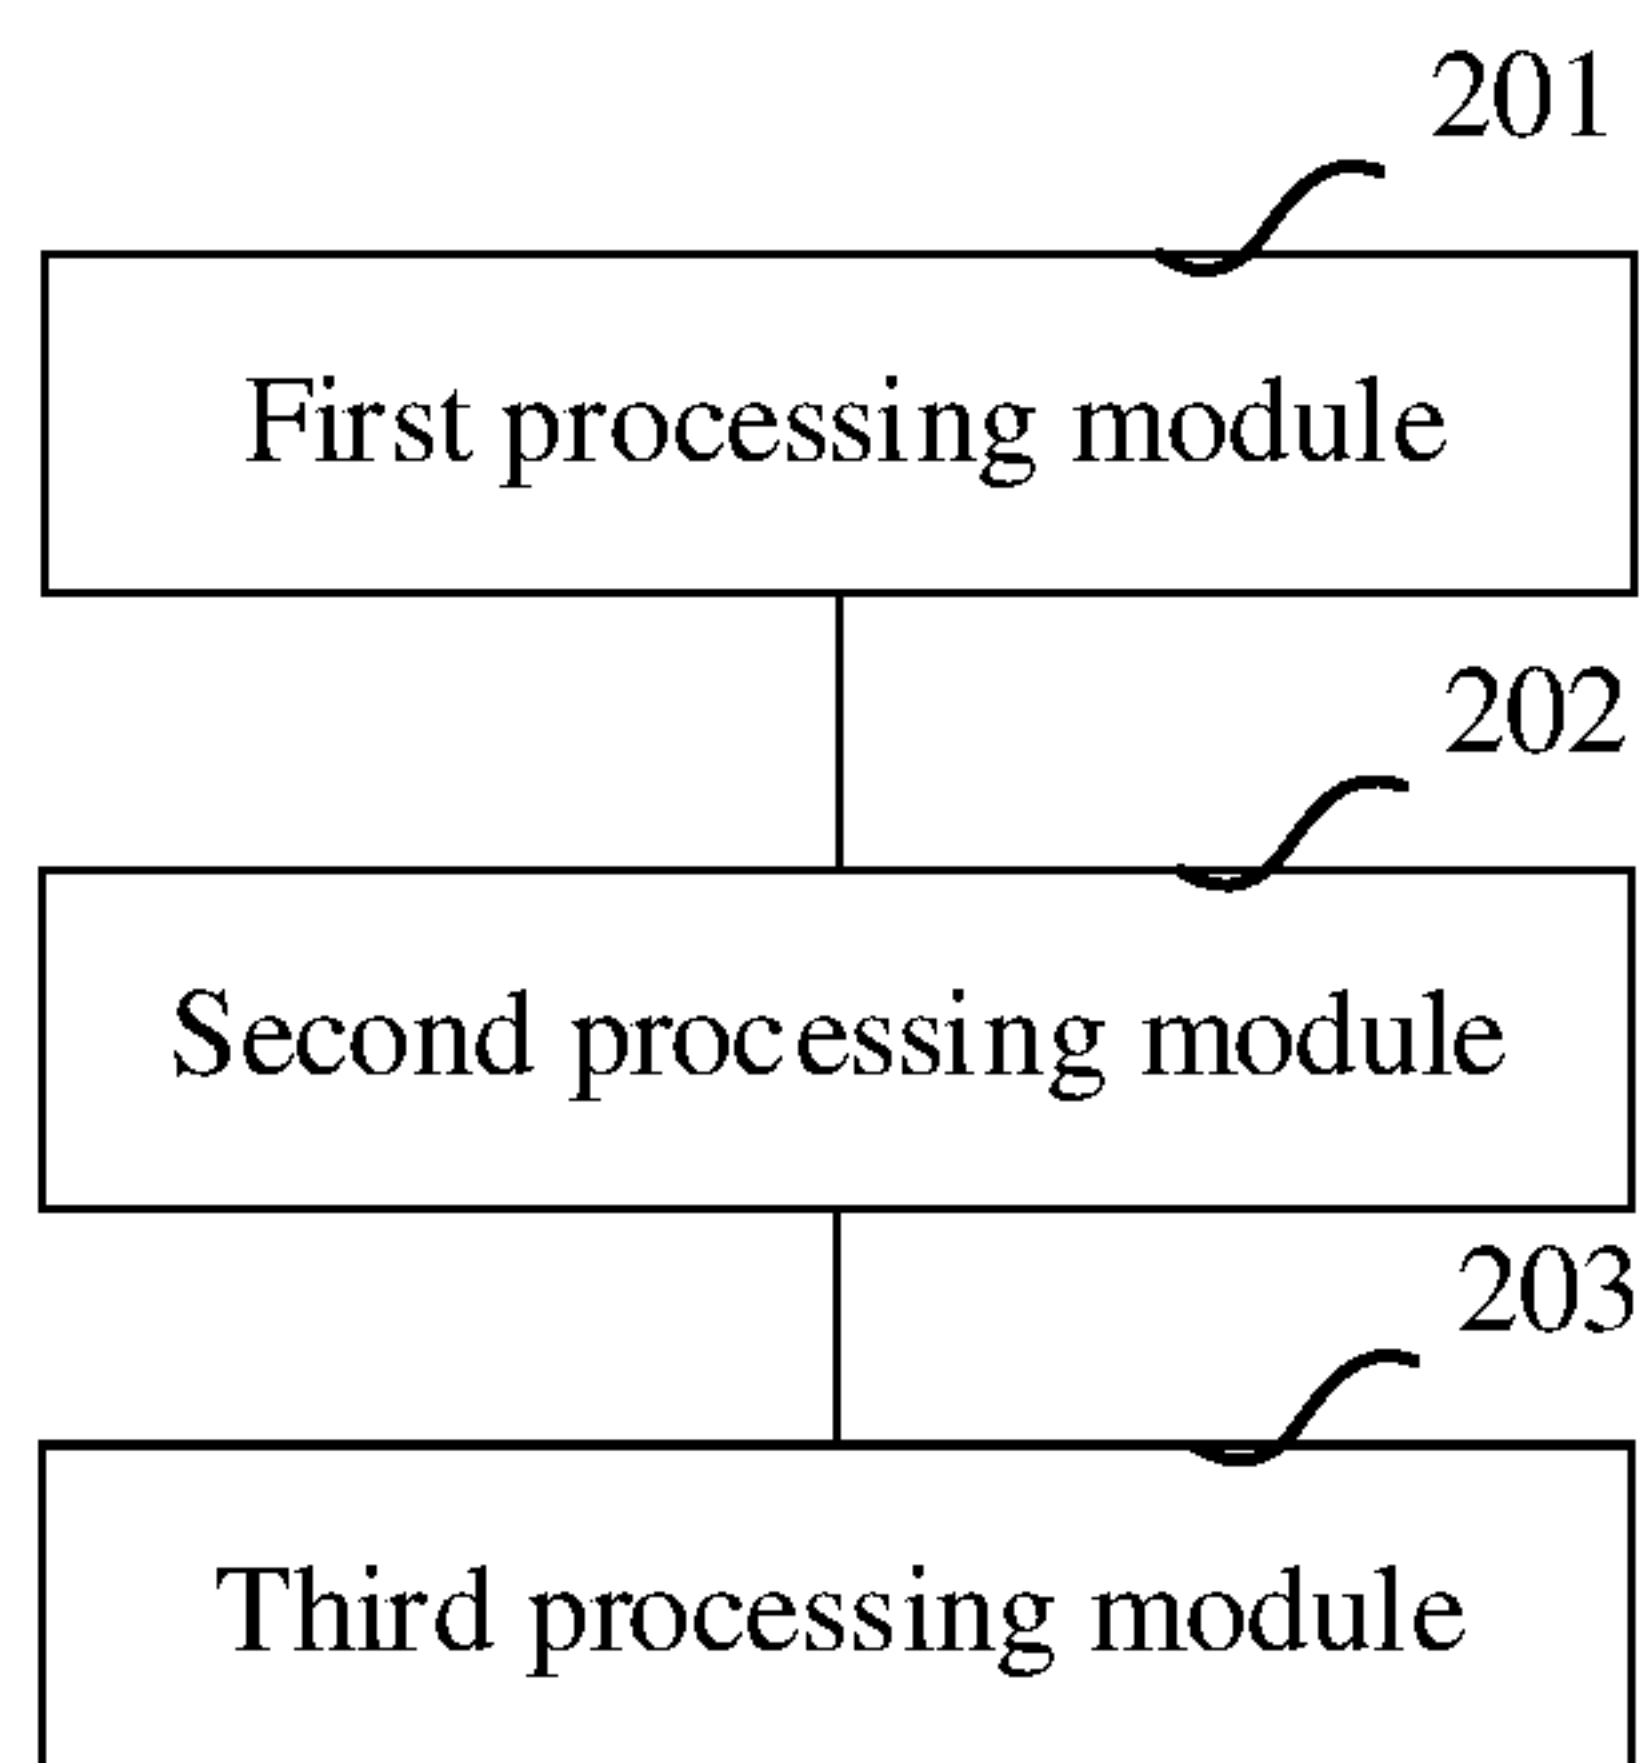 201
First processing module
202
Second processing module
203
Third processing module